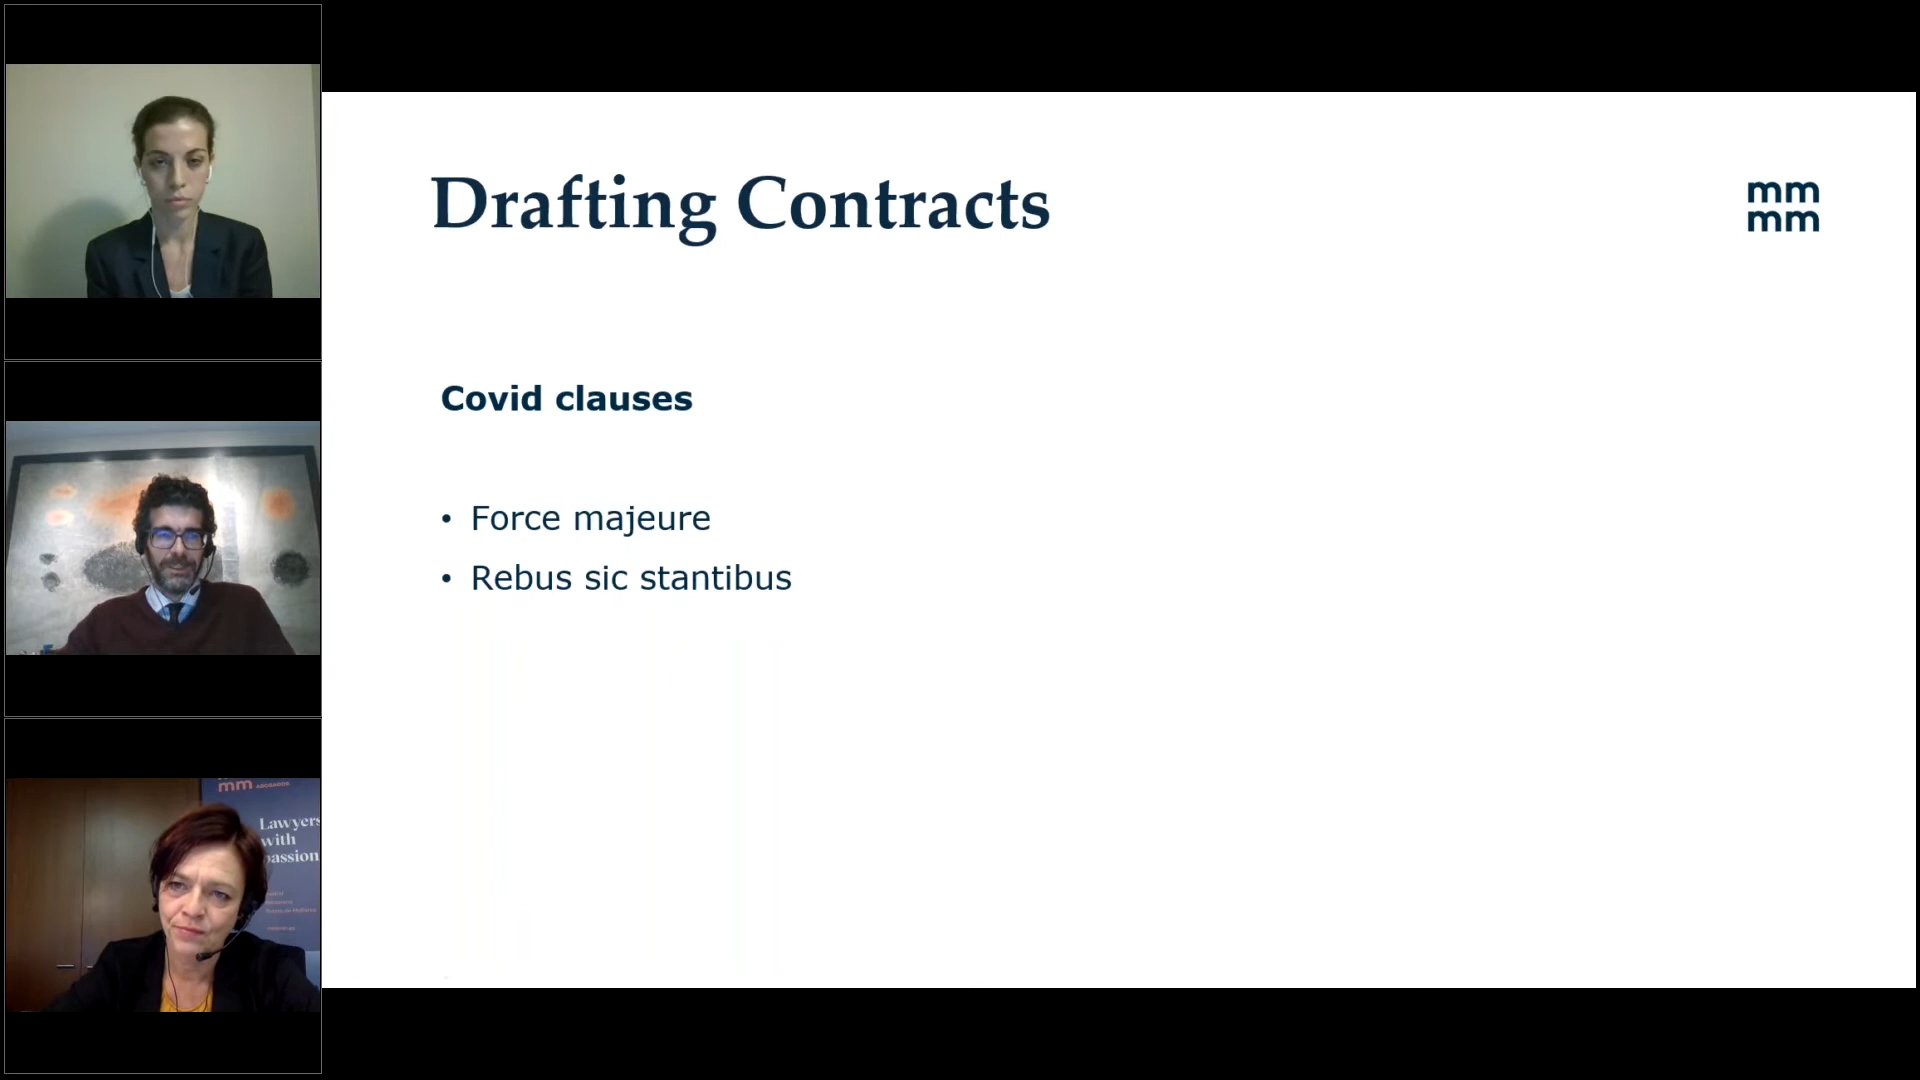 Drafting Contracts
mm
mm
Covid clauses
• Force majeure
• Rebus sic stantibus
mm
Lawyers
with
passion